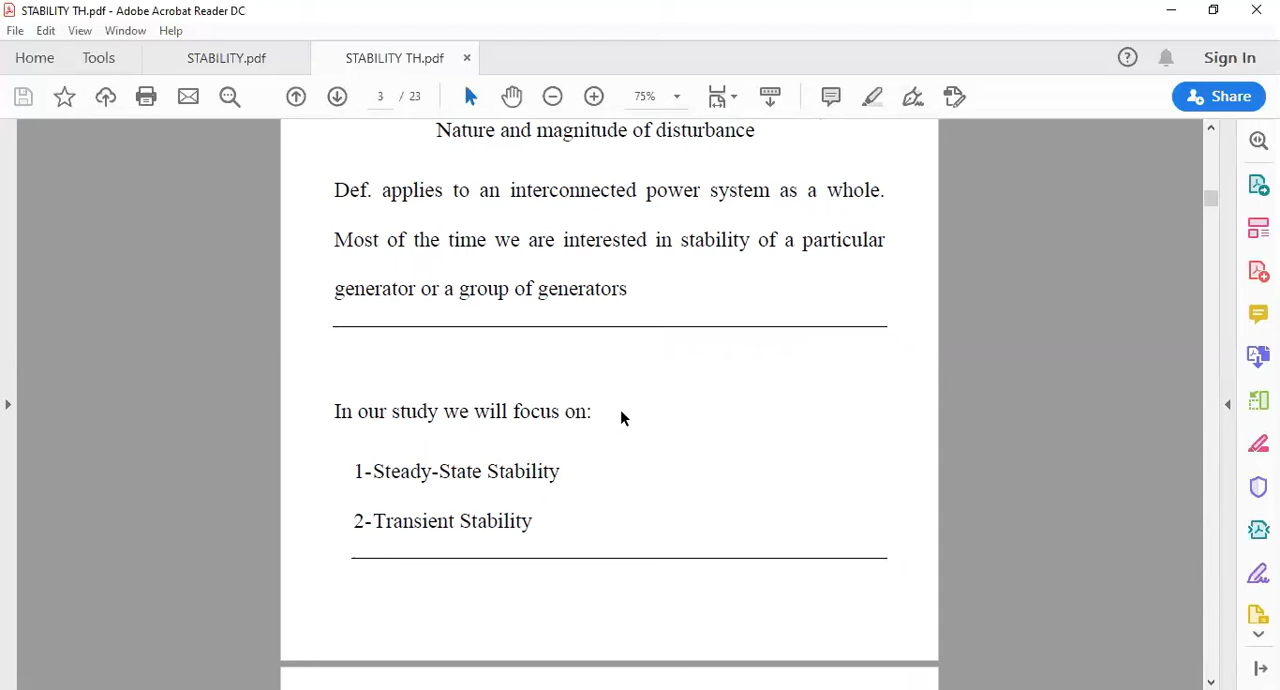 STABILITY TH.pdf - Adobe Acrobat Reader DC
File Edit View Window Help
Home Tools STABILITY.pdf STABILITY TH.pdf × Sign In
3 / 23 75% Share
Nature and magnitude of disturbance
Def. applies to an interconnected power system as a whole.
Most of the time we are interested in stability of a particular
generator or a group of generators
In our study we will focus on:
1-Steady-State Stability
2-Transient Stability